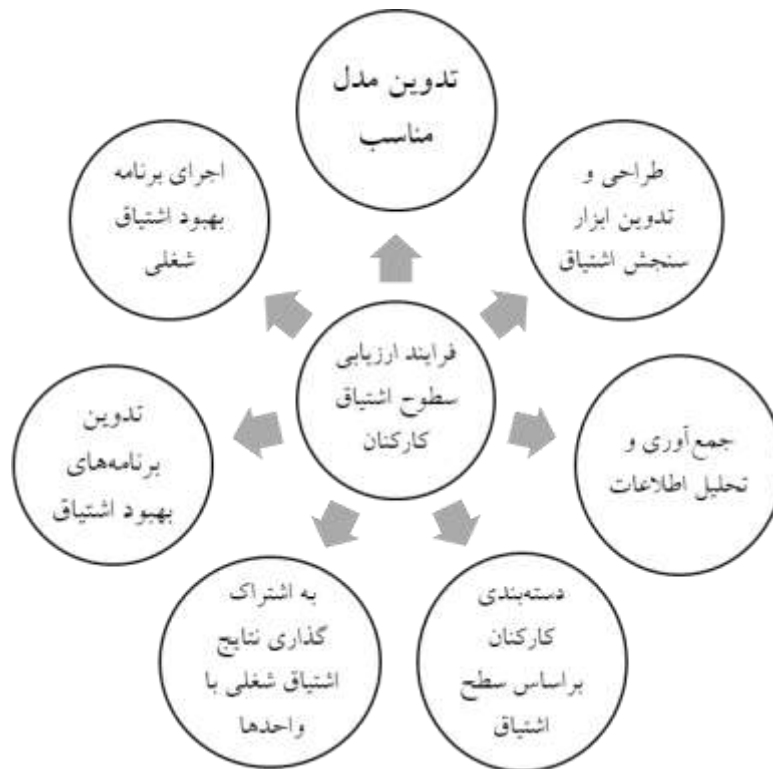 تدوین مدل
مناسب
طراحی و
تدوین ابزار
سنجش اشتیاق
جمع‌آوری و
تحلیل اطلاعات
دسته‌بندی
کارکنان
براساس سطح
اشتیاق
به اشتراک
گذاری نتایج
اشتیاق شغلی با
واحدها
تدوین
برنامه‌های
بهبود اشتیاق
اجرای برنامه
بهبود اشتیاق
شغلی
فرایند ارزیابی
سطوح اشتیاق
کارکنان